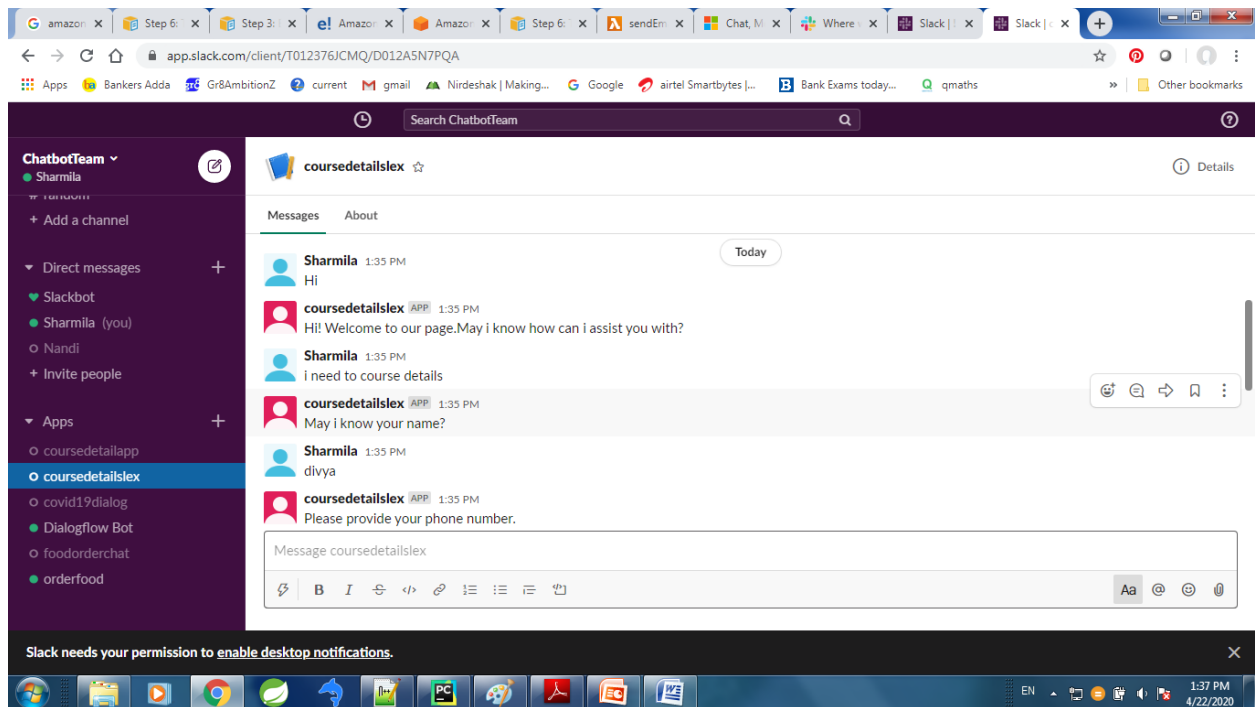 amazon
Step 6:
Step 3:
Amazon
Amazon
Step 6:
sendEm
Chat, M
Where
Slack |
Slack |
app.slack.com/client/T012376JCMQ/D012A5N7PQA
Apps Bankers Adda Gr8AmbitionZ current gmail Nirdeshak | Making... Google airtel Smartbytes |... Bank Exams today... qmaths » Other bookmarks
Search ChatbotTeam
ChatbotTeam
Sharmila
# random
+ Add a channel
Direct messages
Slackbot
Sharmila (you)
Nandi
+ Invite people
Apps
coursedetailapp
coursedetailslex
covid19dialog
Dialogflow Bot
foodorderchat
orderfood
coursedetailslex
Details
Messages About
Today
Sharmila 1:35 PM
Hi
coursedetailslex APP 1:35 PM
Hi! Welcome to our page.May i know how can i assist you with?
Sharmila 1:35 PM
i need to course details
coursedetailslex APP 1:35 PM
May i know your name?
Sharmila 1:35 PM
divya
coursedetailslex APP 1:35 PM
Please provide your phone number.
Message coursedetailslex
B I S </> Aa @
Slack needs your permission to enable desktop notifications.
EN
1:37 PM
4/22/2020